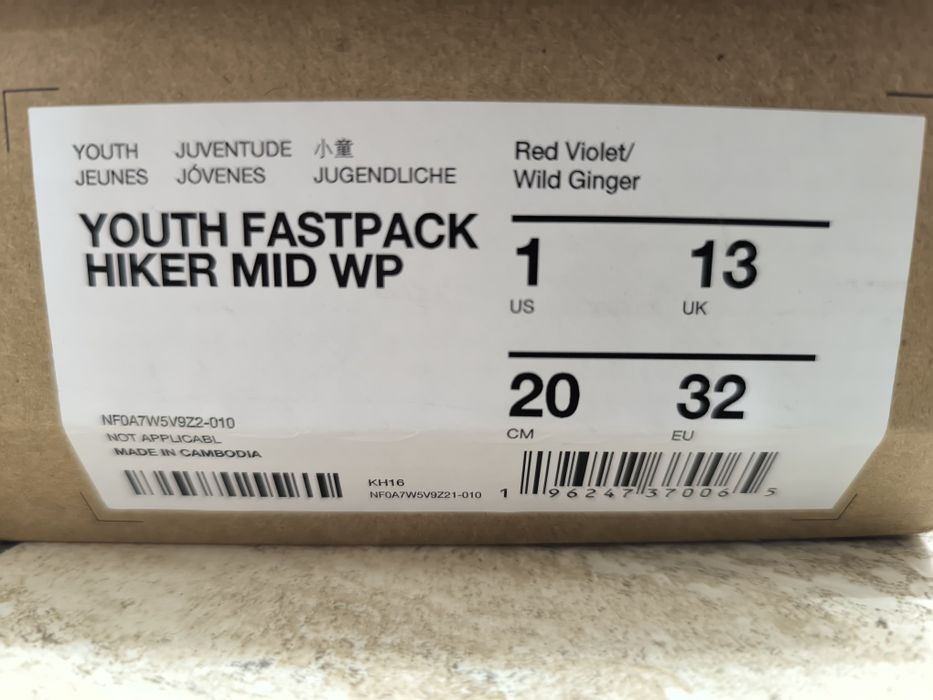 YOUTH JUVENTUDE 小童
JEUNES JÓVENES JUGENDLICHE
YOUTH FASTPACK
HIKER MID WP
Red Violet/
Wild Ginger
1 13
US UK
20 32
CM EU
NF0A7W5V9Z2-010
NOT APPLICABL
MADE IN CAMBODIA
KH16
NF0A7W5V9Z21-010
1 96247 37006 5